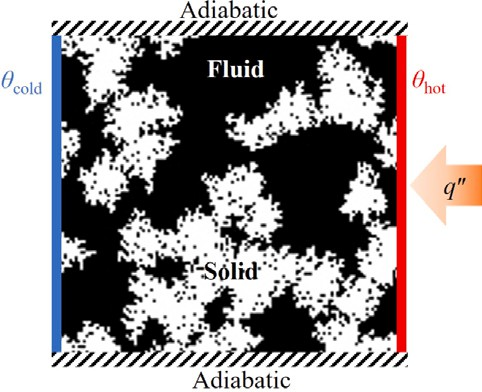 Adiabatic
Fluid
θcold
θhot
q″
Solid
Adiabatic